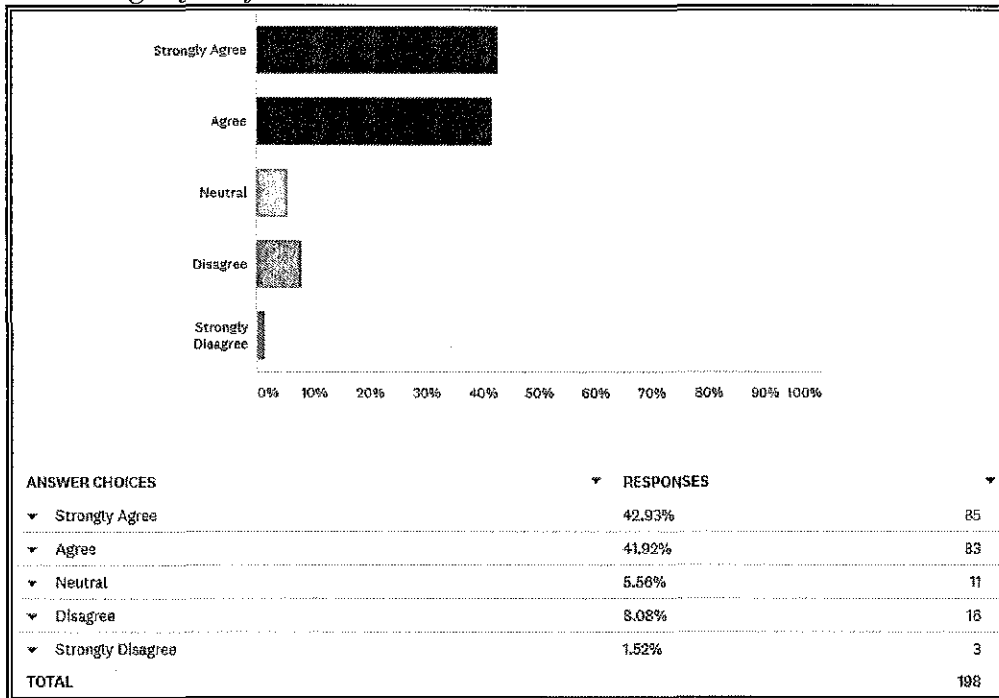 Strongly Agree
Agree
Neutral
Disagree
Strongly
Disagree
0% 10% 20% 30% 40% 50% 60% 70% 80% 90% 100%
ANSWER CHOICES RESPONSES
Strongly Agree 42.93% 85
Agree 41.92% 83
Neutral 5.56% 11
Disagree 8.08% 16
Strongly Disagree 1.52% 3
TOTAL 198